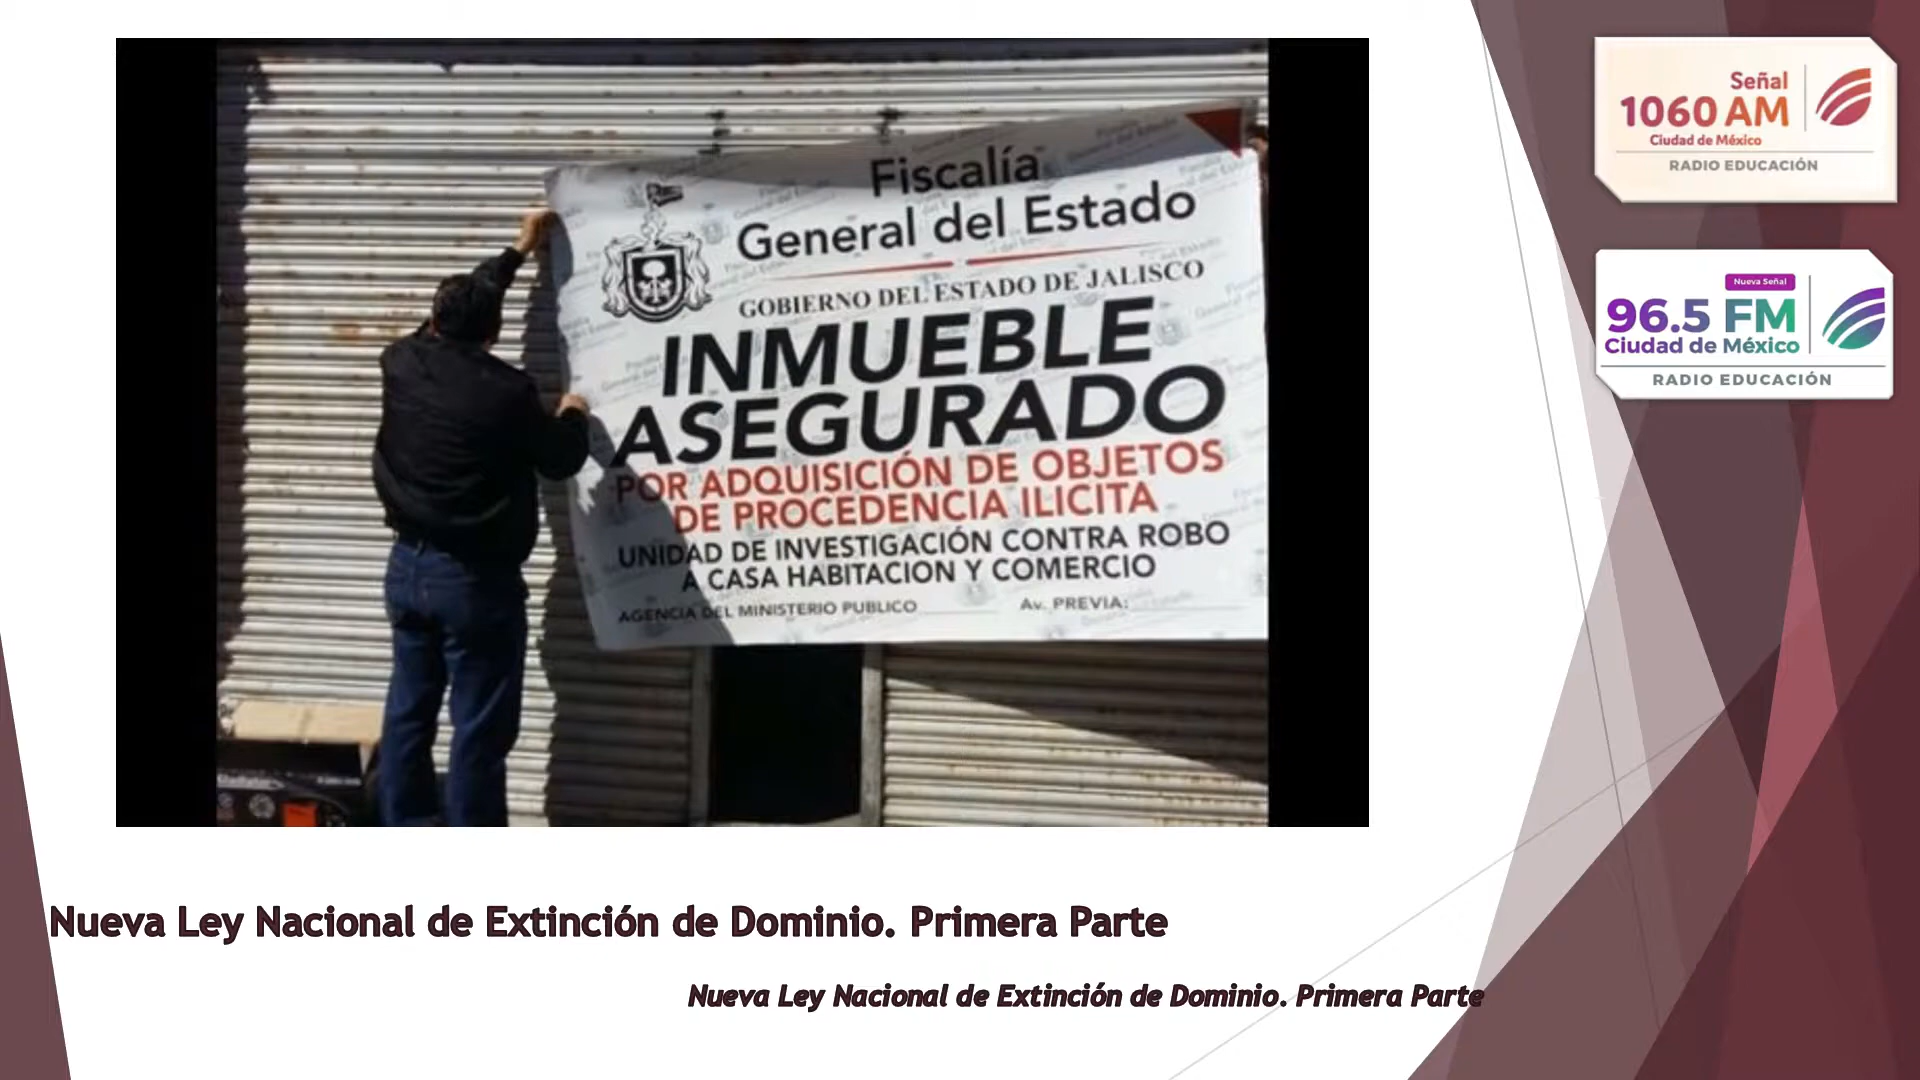 Señal
1060 AM
Ciudad de México
RADIO EDUCACIÓN
Nueva Señal
96.5 FM
Ciudad de México
RADIO EDUCACIÓN
Fiscalía
General del Estado
GOBIERNO DEL ESTADO DE JALISCO
INMUEBLE
ASEGURADO
POR ADQUISICIÓN DE OBJETOS
DE PROCEDENCIA ILICITA
UNIDAD DE INVESTIGACIÓN CONTRA ROBO
A CASA HABITACION Y COMERCIO
AGENCIA DEL MINISTERIO PUBLICO Av. PREVIA:
Nueva Ley Nacional de Extinción de Dominio. Primera Parte
Nueva Ley Nacional de Extinción de Dominio. Primera Parte